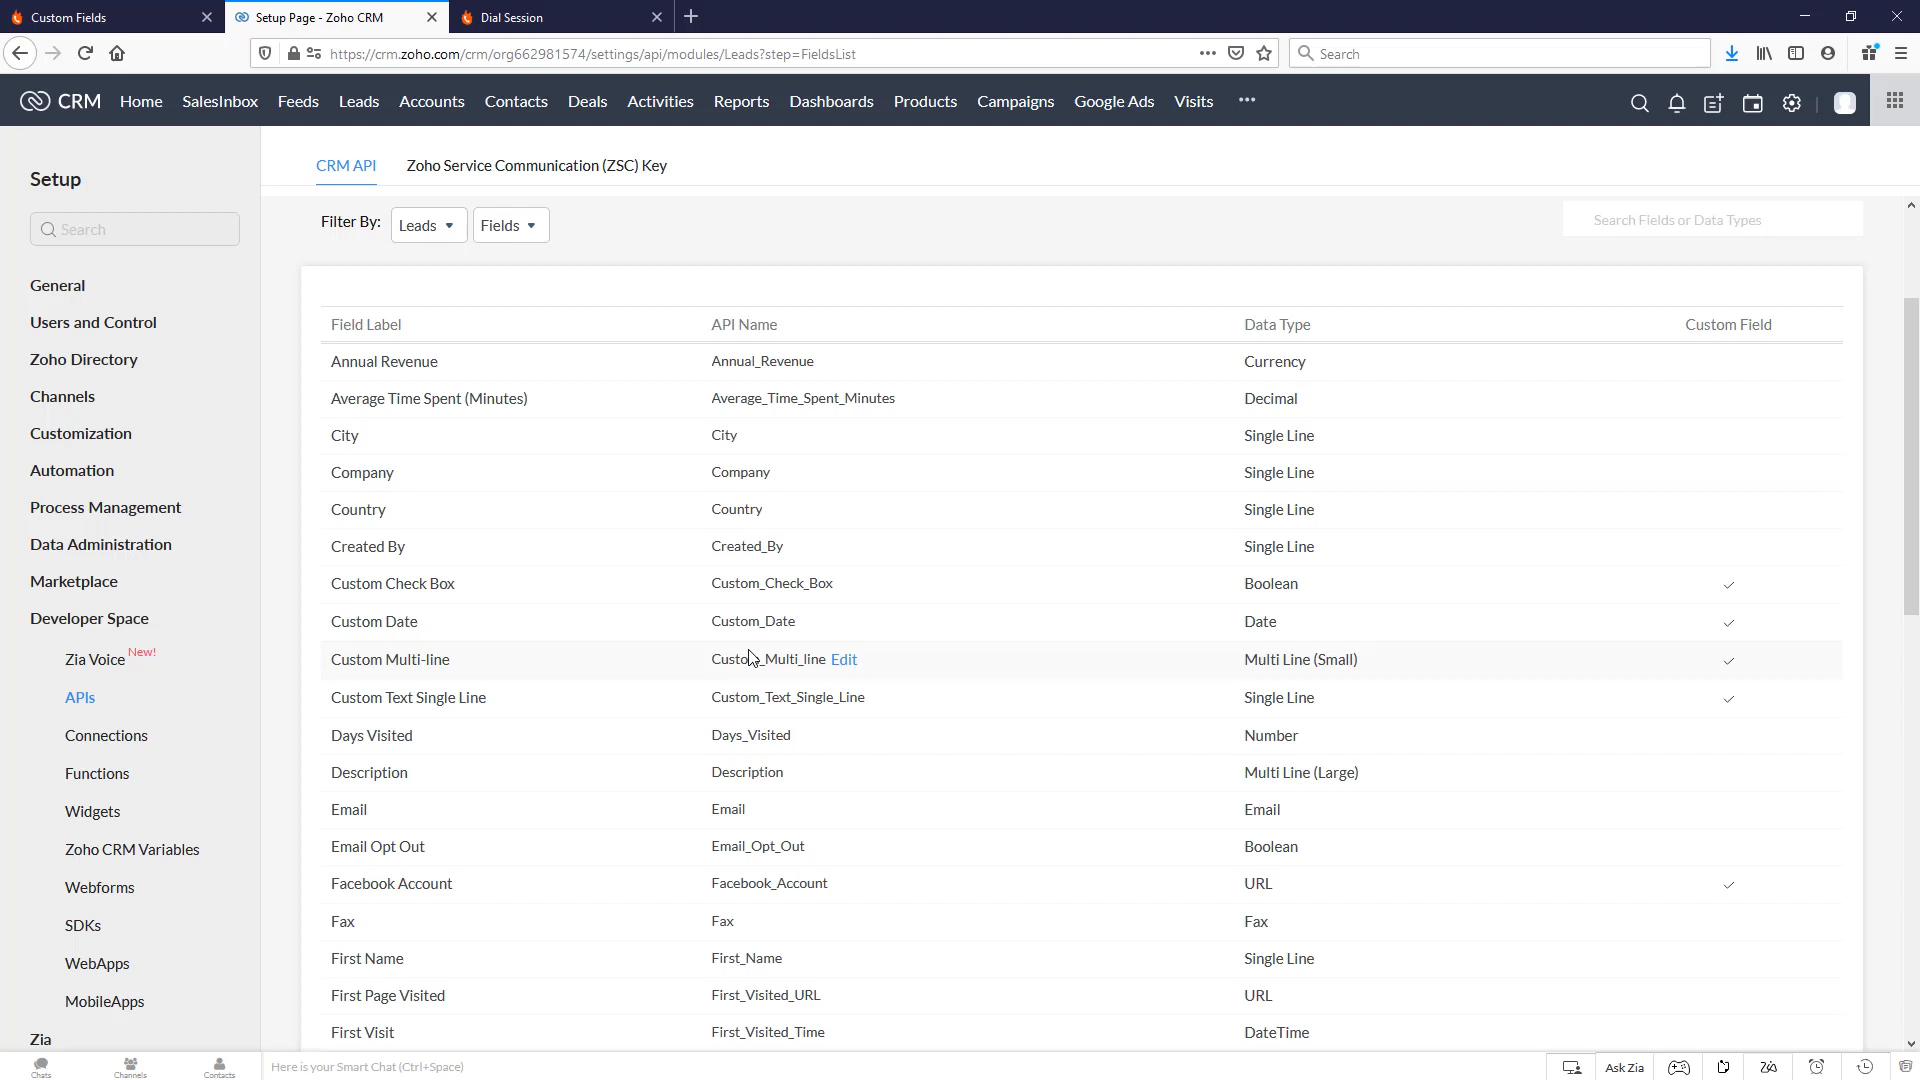 Custom Fields
Setup Page - Zoho CRM
Dial Session
https://crm.zoho.com/crm/org662981574/settings/api/modules/Leads?step=FieldsList
Search
CRM Home SalesInbox Feeds Leads Accounts Contacts Deals Activities Reports Dashboards Products Campaigns Google Ads Visits
Setup
Search
General
Users and Control
Zoho Directory
Channels
Customization
Automation
Process Management
Data Administration
Marketplace
Developer Space
Zia Voice New!
APIs
Connections
Functions
Widgets
Zoho CRM Variables
Webforms
SDKs
WebApps
MobileApps
Zia
CRM API Zoho Service Communication (ZSC) Key
Filter By: Leads Fields Search Fields or Data Types
Field Label API Name Data Type Custom Field
Annual Revenue Annual_Revenue Currency
Average Time Spent (Minutes) Average_Time_Spent_Minutes Decimal
City City Single Line
Company Company Single Line
Country Country Single Line
Created By Created_By Single Line
Custom Check Box Custom_Check_Box Boolean
Custom Date Custom_Date Date
Custom Multi-line Custom_Multi_line Edit Multi Line (Small)
Custom Text Single Line Custom_Text_Single_Line Single Line
Days Visited Days_Visited Number
Description Description Multi Line (Large)
Email Email Email
Email Opt Out Email_Opt_Out Boolean
Facebook Account Facebook_Account URL
Fax Fax Fax
First Name First_Name Single Line
First Page Visited First_Visited_URL URL
First Visit First_Visited_Time DateTime
Chats Channels Contacts Here is your Smart Chat (Ctrl+Space) Ask Zia